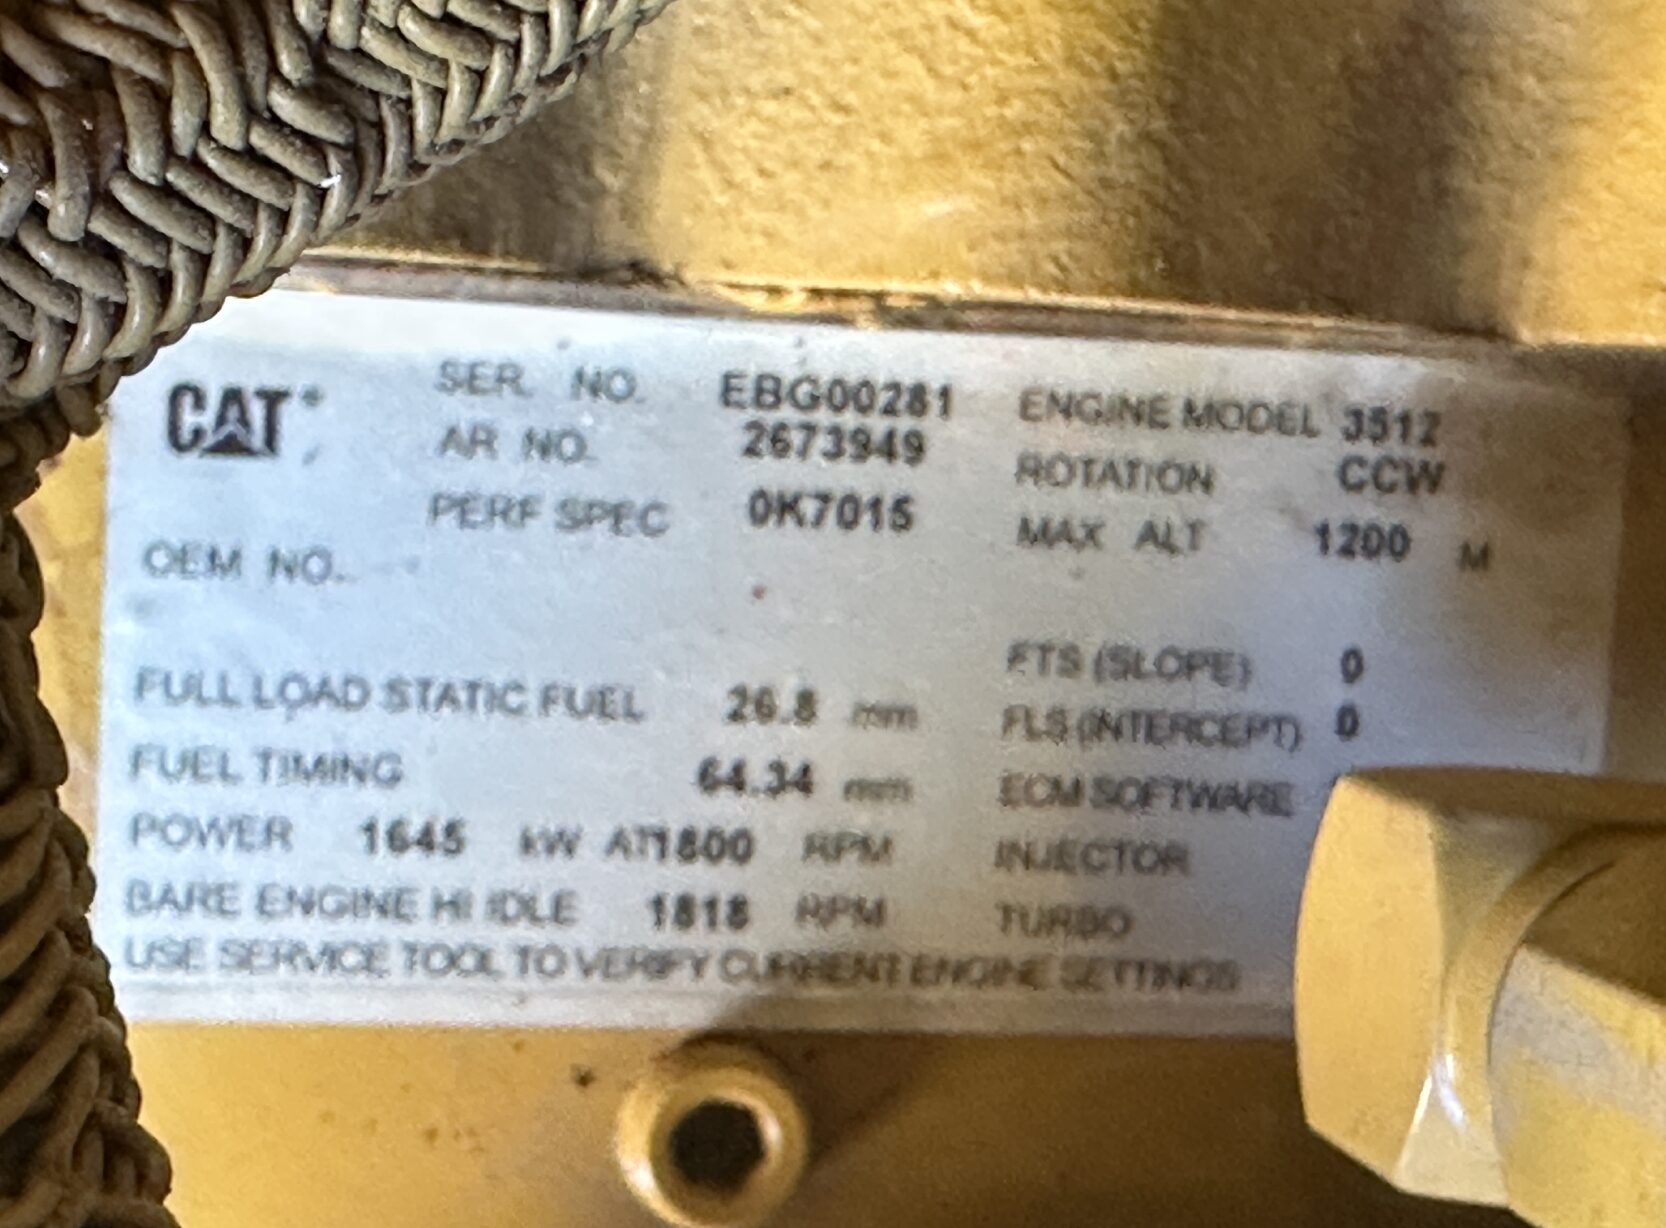 CAT SER. NO. EBG00281 ENGINE MODEL 3512
AR NO. 2673949 ROTATION CCW
PERF SPEC 0K7015 MAX ALT 1200 M
OEM NO.
FTS (SLOPE) 0
FULL LOAD STATIC FUEL 26.8 mm FLS (INTERCEPT) 0
FUEL TIMING 64.34 mm ECM SOFTWARE
POWER 1645 kW AT 1800 RPM INJECTOR
BARE ENGINE HI IDLE 1818 RPM TURBO
USE SERVICE TOOL TO VERIFY CURRENT ENGINE SETTINGS